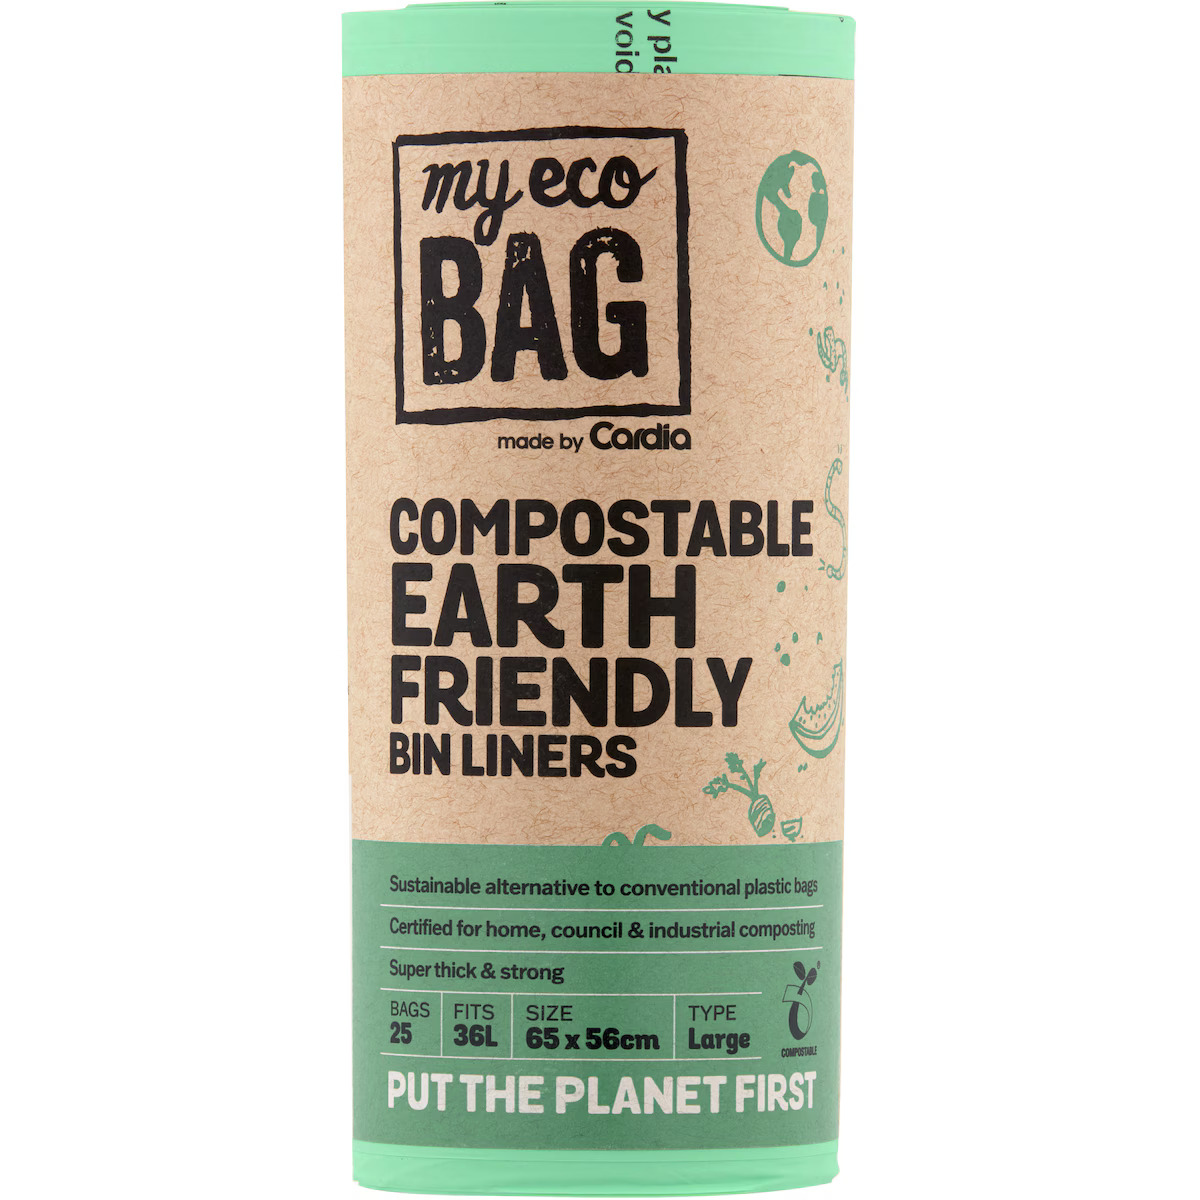 my eco
BAG
made by Cardia
COMPOSTABLE
EARTH
FRIENDLY
BIN LINERS
Sustainable alternative to conventional plastic bags
Certified for home, council & industrial composting
Super thick & strong
BAGS
25
FITS
36L
SIZE
65 x 56cm
TYPE
Large
COMPOSTABLE
PUT THE PLANET FIRST